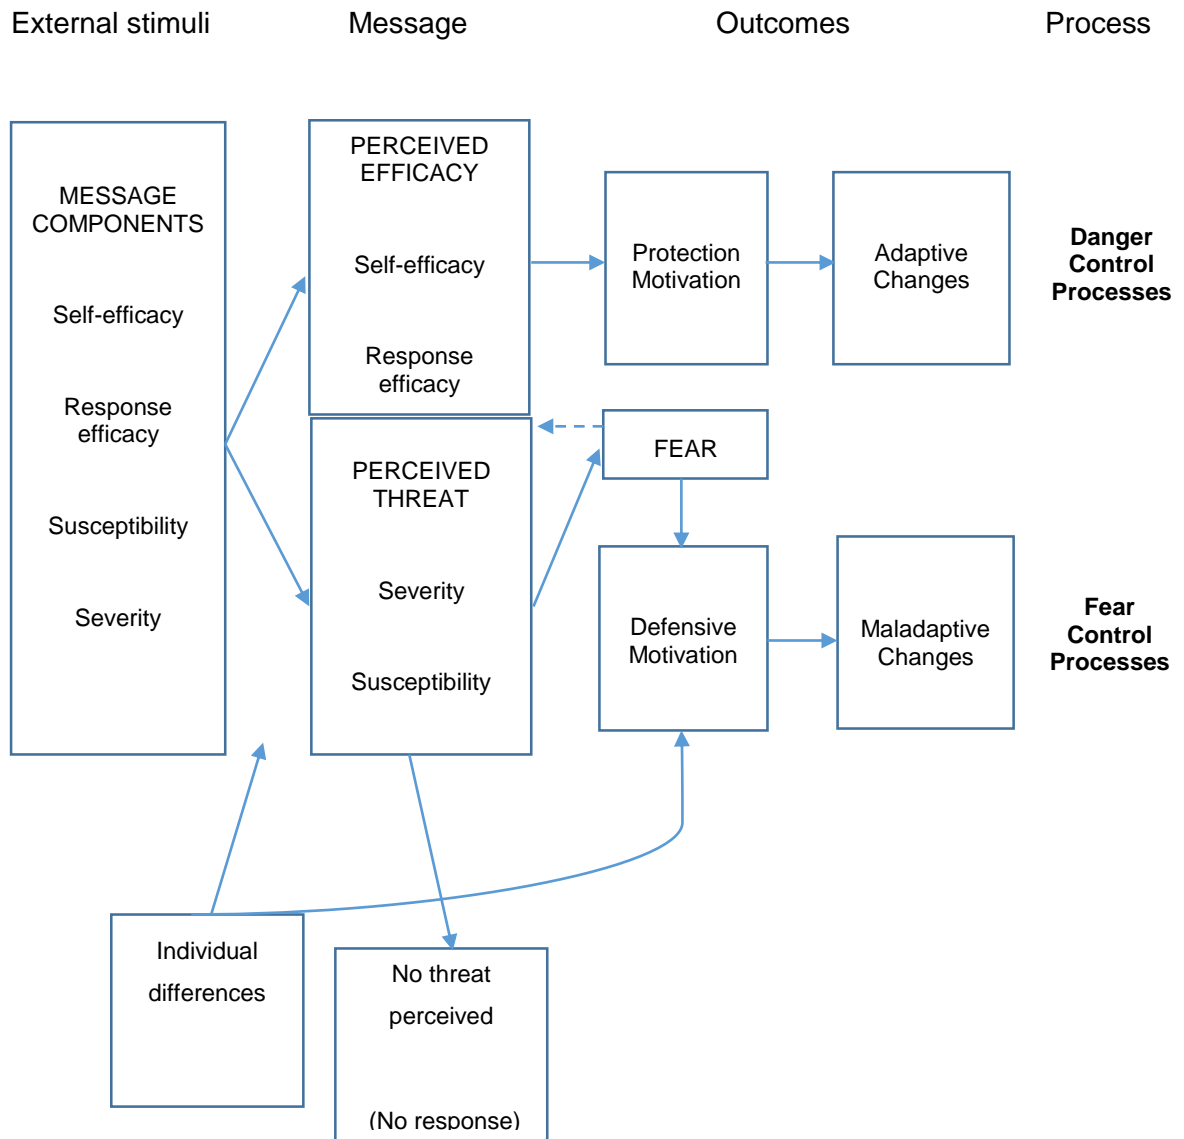 External stimuli
Message
Outcomes
Process
MESSAGE
COMPONENTS
Self-efficacy
Response
efficacy
Susceptibility
Severity
PERCEIVED
EFFICACY
Self-efficacy
Response
efficacy
PERCEIVED
THREAT
Severity
Susceptibility
Protection
Motivation
Adaptive
Changes
Danger
Control
Processes
FEAR
Defensive
Motivation
Maladaptive
Changes
Fear
Control
Processes
Individual
differences
No threat
perceived
(No response)